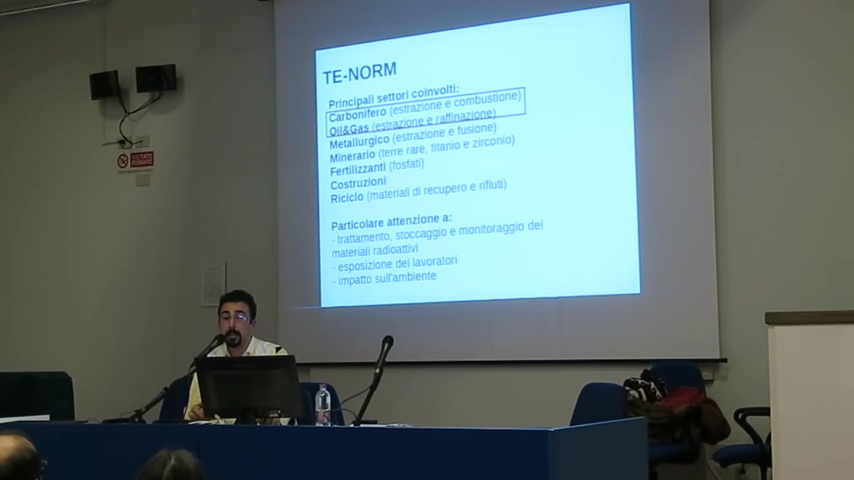 TE-NORM
Principali settori coinvolti:
Carbonifero (estrazione e combustione)
Oil&Gas (estrazione e raffinazione)
Metallurgico (estrazione e fusione)
Minerario (terre rare, titanio e zirconio)
Fertilizzanti (fosfati)
Costruzioni
Riciclo (materiali di recupero e rifiuti)
Particolare attenzione a:
- trattamento, stoccaggio e monitoraggio dei
materiali radioattivi
- esposizione dei lavoratori
- impatto sull'ambiente
VIETATO
FUMARE